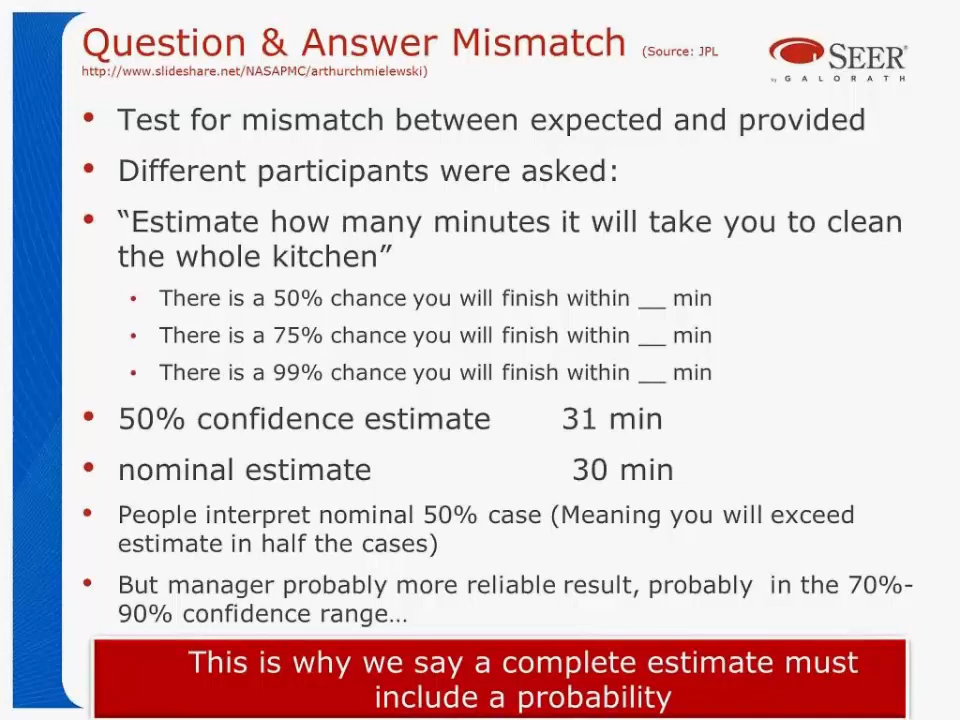 Question & Answer Mismatch (Source: JPL
http://www.slideshare.net/NASAPMC/arthurchmielewski)
SEER®
by GALORATH
• Test for mismatch between expected and provided
• Different participants were asked:
• “Estimate how many minutes it will take you to clean
the whole kitchen”
• There is a 50% chance you will finish within __ min
• There is a 75% chance you will finish within __ min
• There is a 99% chance you will finish within __ min
• 50% confidence estimate 31 min
• nominal estimate 30 min
• People interpret nominal 50% case (Meaning you will exceed
estimate in half the cases)
• But manager probably more reliable result, probably in the 70%-
90% confidence range…
This is why we say a complete estimate must
include a probability